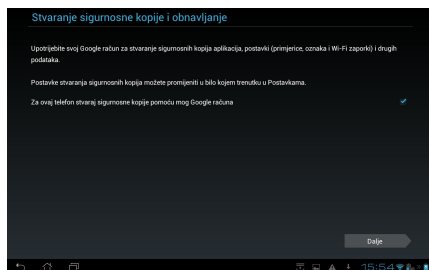 Stvaranje sigurnosne kopije i obnavljanje
Upotrijebite svoj Google račun za stvaranje sigurnosnih kopija aplikacija, postavki (primjerice, oznaka i Wi-Fi zaporki) i drugih
podataka.
Postavke stvaranja sigurnosnih kopija možete promijeniti u bilo kojem trenutku u Postavkama.
Za ovaj telefon stvaraj sigurnosne kopije pomoću mog Google računa
Dalje
15:54